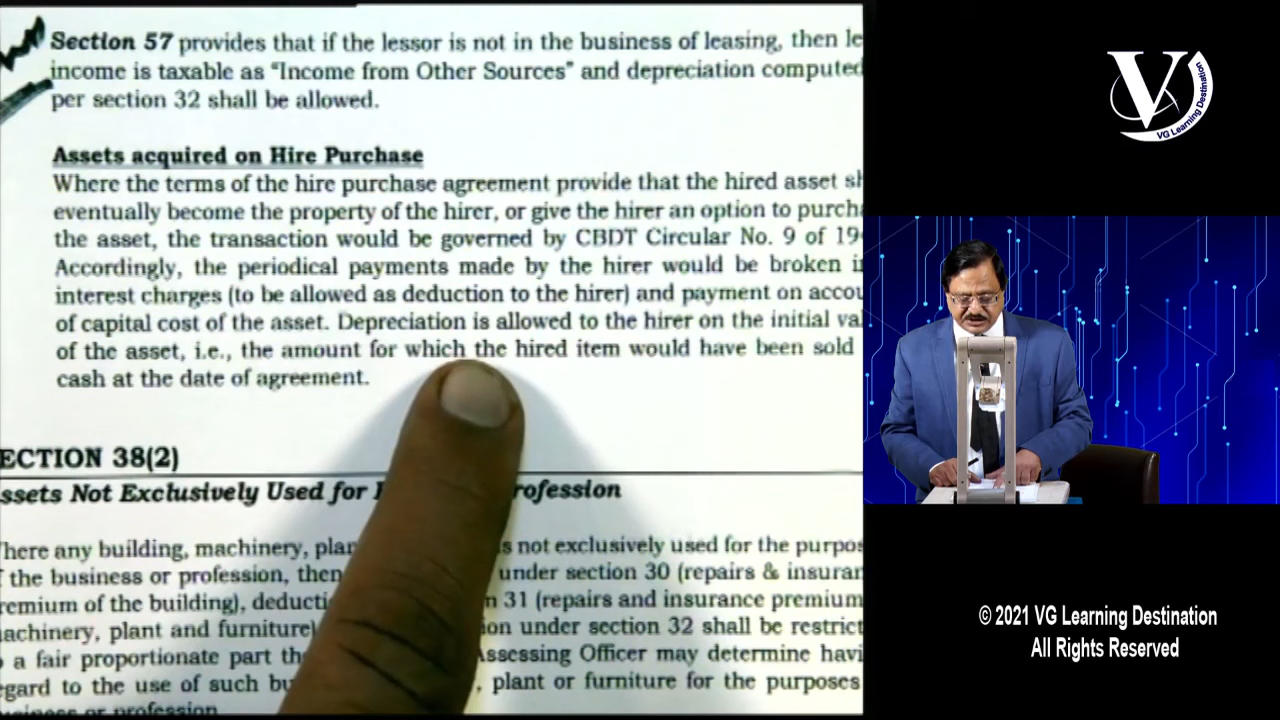 Section 57 provides that if the lessor is not in the business of leasing, then le
income is taxable as “Income from Other Sources” and depreciation computed
per section 32 shall be allowed.
Assets acquired on Hire Purchase
Where the terms of the hire purchase agreement provide that the hired asset sh
eventually become the property of the hirer, or give the hirer an option to purcha
the asset, the transaction would be governed by CBDT Circular No. 9 of 19
Accordingly, the periodical payments made by the hirer would be broken i
interest charges (to be allowed as deduction to the hirer) and payment on accou
of capital cost of the asset. Depreciation is allowed to the hirer on the initial val
of the asset, i.e., the amount for which the hired item would have been sold
cash at the date of agreement.
ECTION 38(2)
ssets Not Exclusively Used for rofession
here any building, machinery, plan s not exclusively used for the purpos
f the business or profession, then under section 30 (repairs & insuran
remium of the building), deducti n 31 (repairs and insurance premium
achinery, plant and furniture) ion under section 32 shall be restrict
a fair proportionate part th Assessing Officer may determine havi
gard to the use of such bu , plant or furniture for the purposes
business or profession
V
VG Learning Destination
© 2021 VG Learning Destination
All Rights Reserved